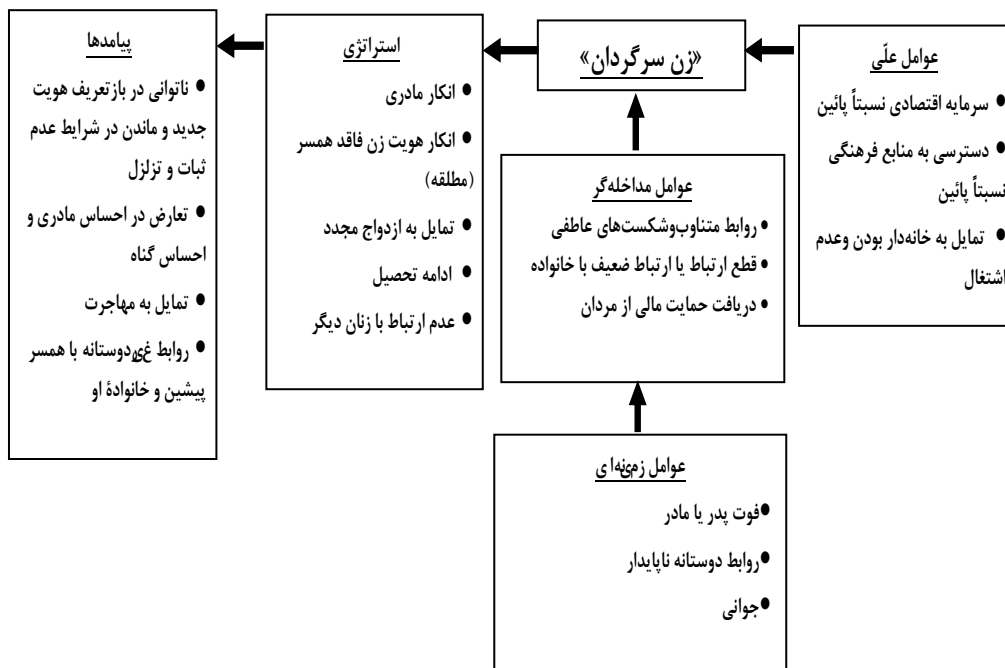 عوامل علّی
● سرمایه اقتصادی نسبتاً پائین
● دسترسی به منابع فرهنگی
نسبتاً پائین
● تمایل به خانه‌دار بودن وعدم
اشتغال
«زن سرگردان»
عوامل مداخله‌گر
● روابط متناوب‌وشکست‌های عاطفی
● قطع ارتباط یا ارتباط ضعیف با خانواده
● دریافت حمایت مالی از مردان
عوامل زمینه‌ای
●فوت پدر یا مادر
●روابط دوستانه ناپایدار
●جوانی
استراتژی
● انکار مادری
● انکار هویت زن فاقد همسر
(مطلقه)
● تمایل به ازدواج مجدد
● ادامه تحصیل
● عدم ارتباط با زنان دیگر
پیامدها
● ناتوانی در بازتعریف هویت
جدید و ماندن در شرایط عدم
ثبات و تزلزل
● تعارض در احساس مادری و
احساس گناه
● تمایل به مهاجرت
● روابط غیردوستانه با همسر
پیشین و خانوادهٔ او